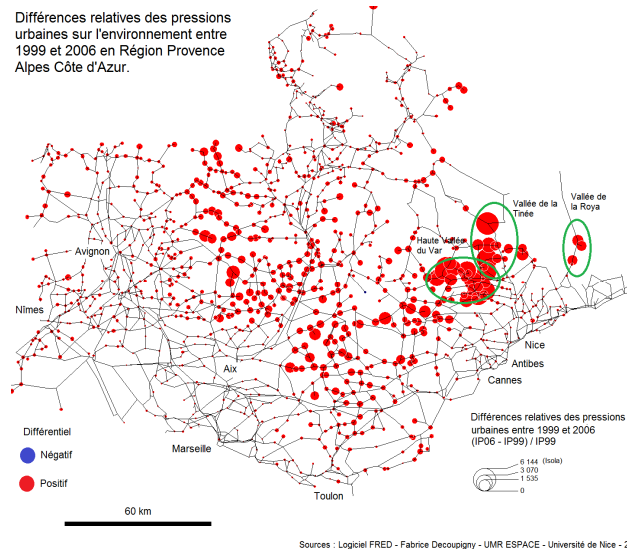 Différences relatives des pressions
urbaines sur l'environnement entre
1999 et 2006 en Région Provence
Alpes Côte d'Azur.
Vallée de la
Tinée
Vallée de
la Roya
Haute Vallée
du Var
Avignon
Nîmes
Aix
Nice
Antibes
Cannes
Marseille
Toulon
Différentiel
Négatif
Positif
60 km
Différences relatives des pressions
urbaines entre 1999 et 2006
(IP06 - IP99) / IP99
6 144 (Isola)
3 070
1 535
0
Sources : Logiciel FRED - Fabrice Decoupigny - UMR ESPACE - Université de Nice - 2